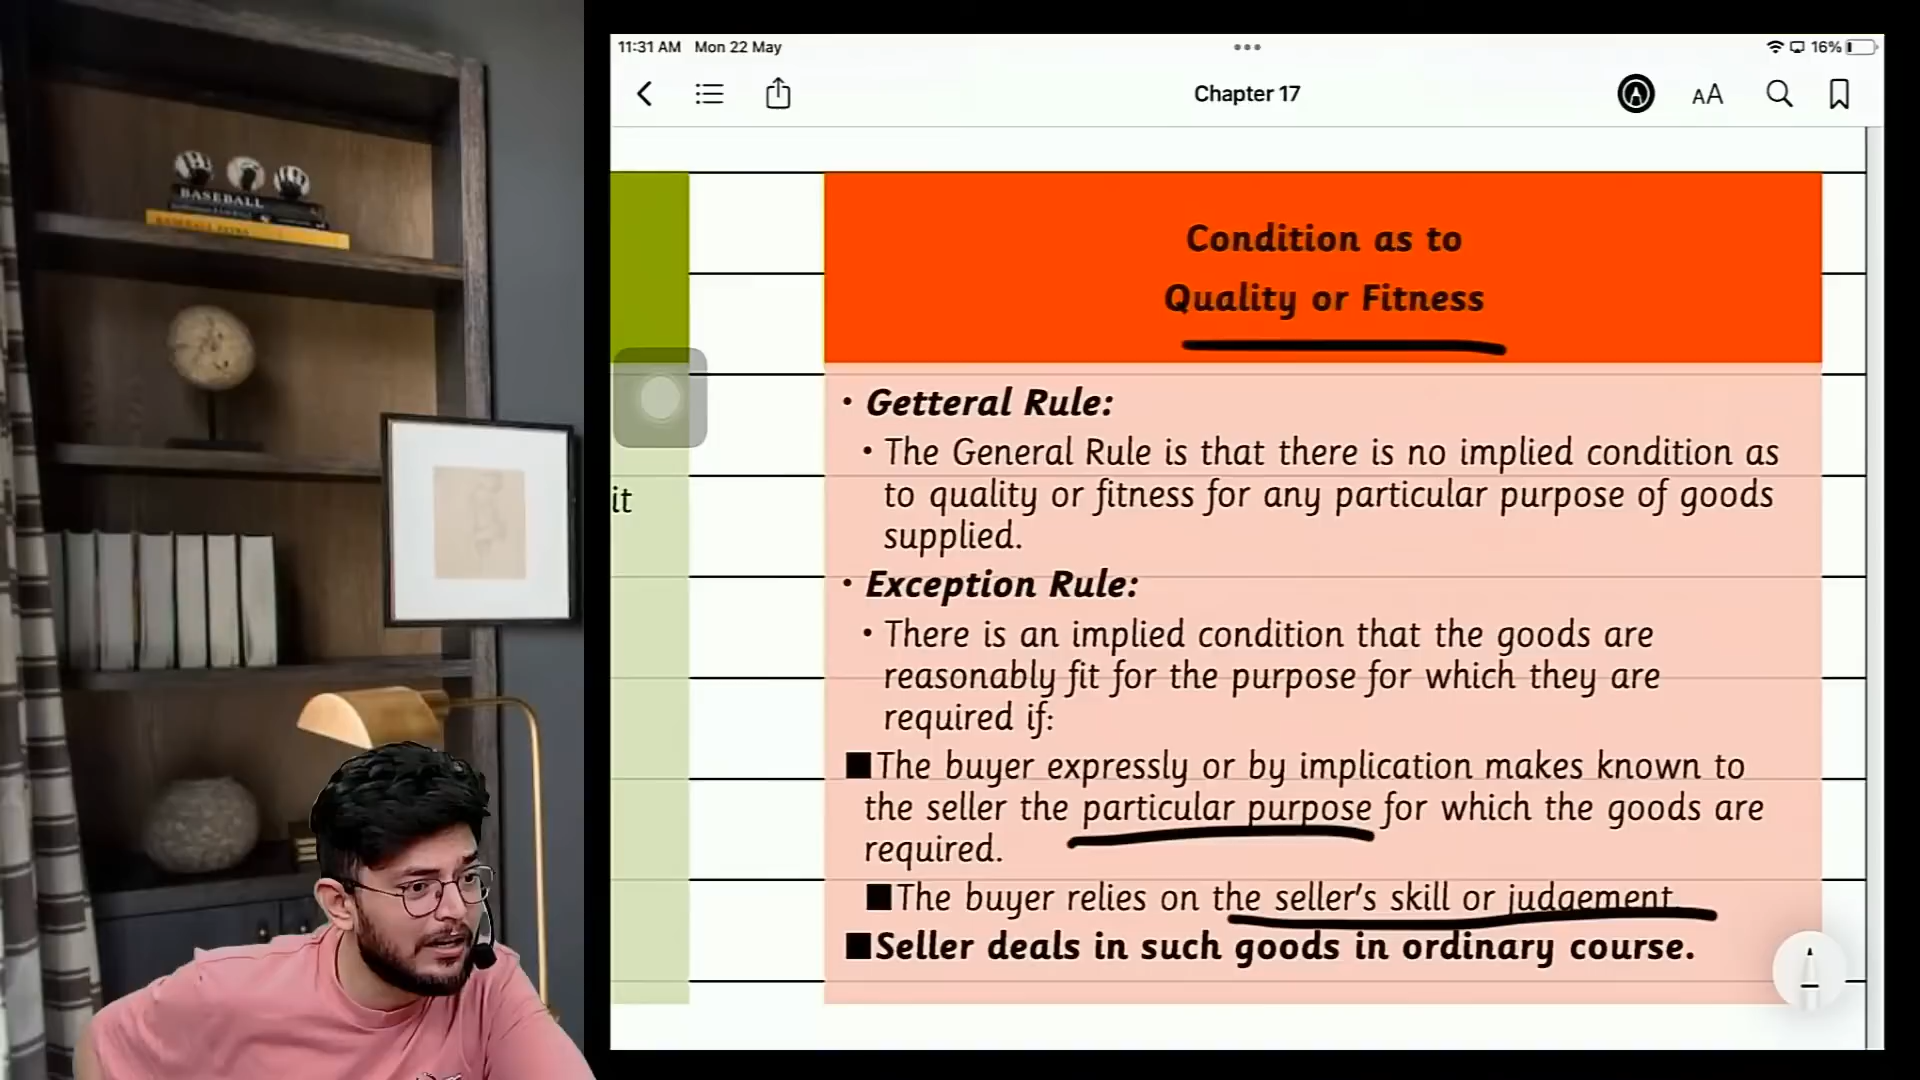 BASEBALL
11:31 AM Mon 22 May
16%
Chapter 17
AA
it
Condition as to
Quality or Fitness
• Getteral Rule:
• The General Rule is that there is no implied condition as
to quality or fitness for any particular purpose of goods
supplied.
• Exception Rule:
• There is an implied condition that the goods are
reasonably fit for the purpose for which they are
required if:
■The buyer expressly or by implication makes known to
the seller the particular purpose for which the goods are
required.
■The buyer relies on the seller's skill or judgement.
■Seller deals in such goods in ordinary course.